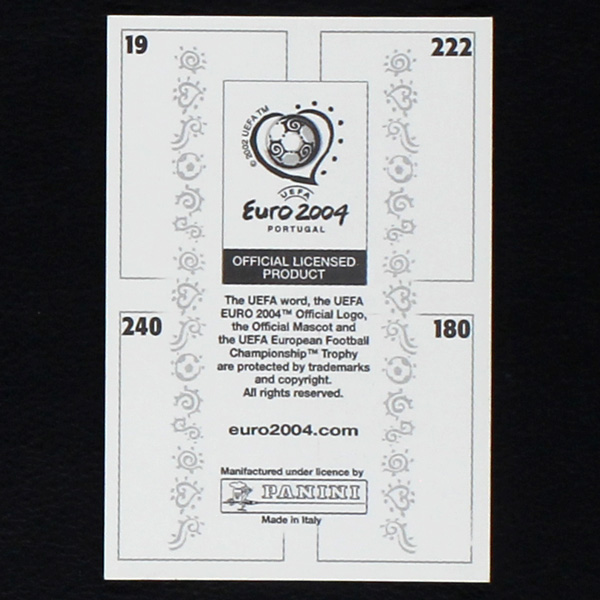 19
222
© 2002 UEFA TM
UEFA
Euro 2004
PORTUGAL
OFFICIAL LICENSED
PRODUCT
The UEFA word, the UEFA
EURO 2004™ Official Logo,
the Official Mascot and
the UEFA European Football
Championship™ Trophy
are protected by trademarks
and copyright.
All rights reserved.
240
180
euro2004.com
Manifactured under licence by
PANINI
Made in Italy